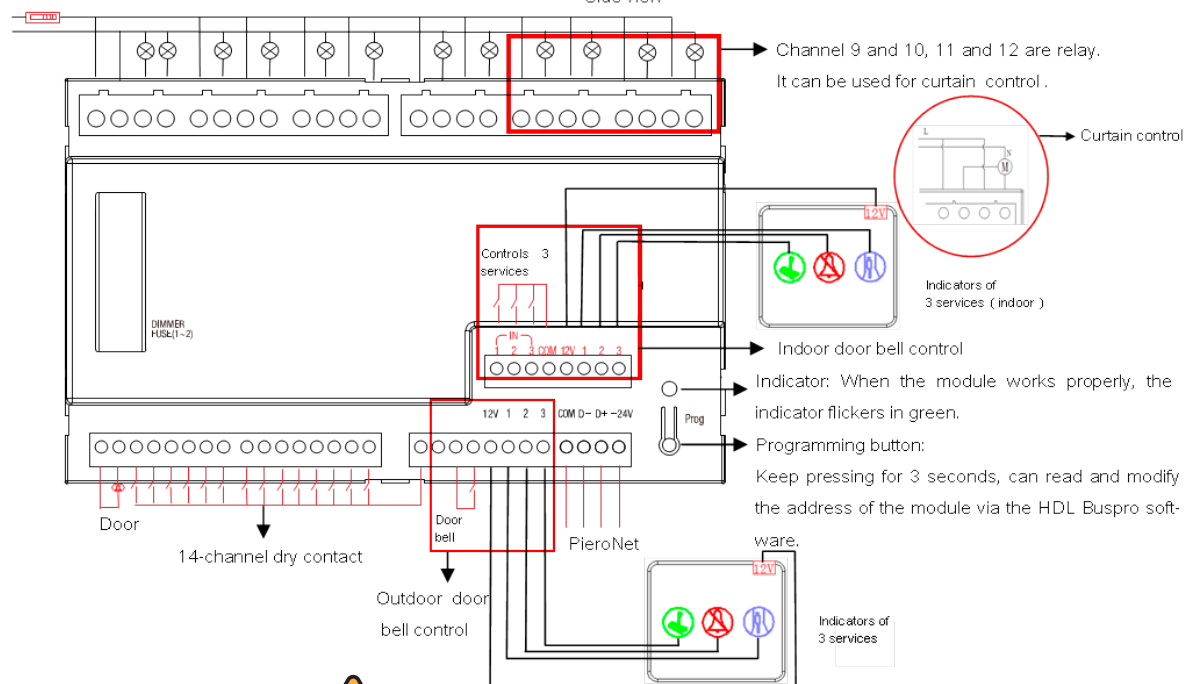 Channel 9 and 10, 11 and 12 are relay.
It can be used for curtain control .
L
N
M
Curtain control
12V
Controls 3
services
Indicators of
3 services ( indoor )
DIMMER
FUSE(1~2)
IN
1 2 3 COM 12V 1 2 3
Indoor door bell control
Indicator: When the module works properly, the
indicator flickers in green.
12V 1 2 3 COM D- D+ -24V
Prog
Programming button:
Keep pressing for 3 seconds, can read and modify
the address of the module via the HDL Buspro soft-
ware.
Door
Door
bell
PieroNet
14-channel dry contact
12V
Outdoor door
bell control
Indicators of
3 services